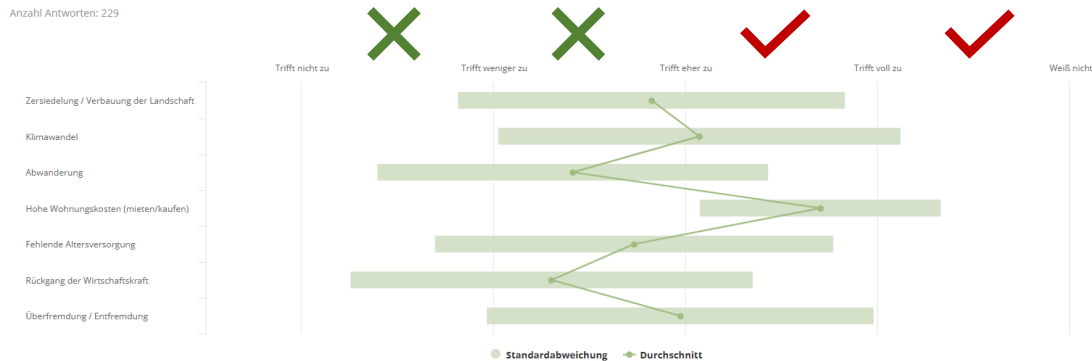 Anzahl Antworten: 229
Trifft nicht zu
Trifft weniger zu
Trifft eher zu
Trifft voll zu
Weiß nicht
Zersiedelung / Verbauung der Landschaft
Klimawandel
Abwanderung
Hohe Wohnungskosten (mieten/kaufen)
Fehlende Altersversorgung
Rückgang der Wirtschaftskraft
Überfremdung / Entfremdung
Standardabweichung
Durchschnitt